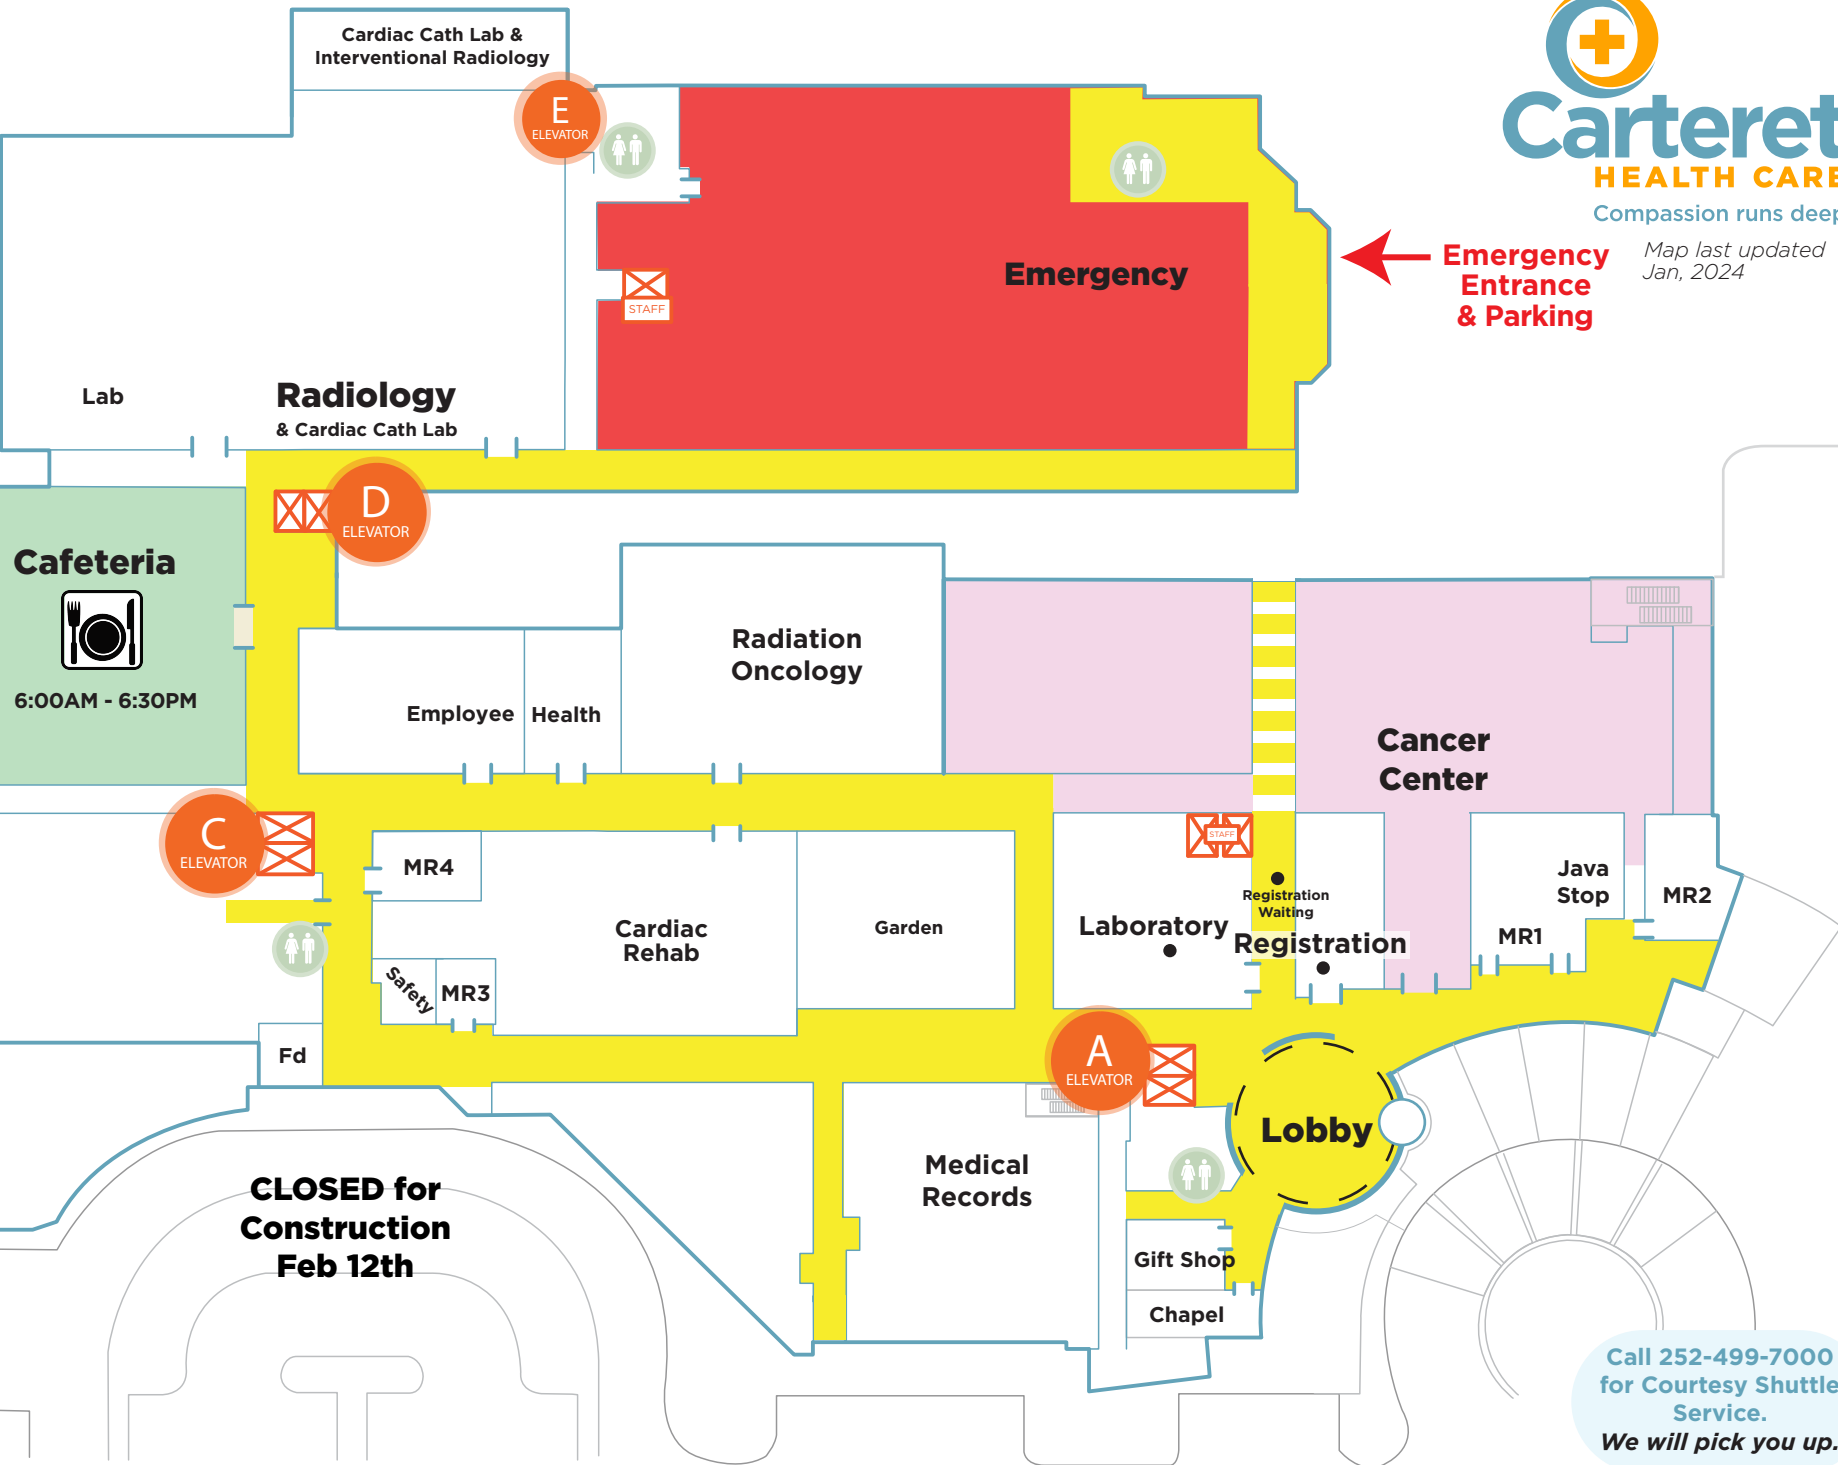 Cardiac Cath Lab &
Interventional Radiology
E
ELEVATOR
Carteret
HEALTH CARE
Compassion runs deep
Map last updated
Jan, 2024
Emergency
Entrance
& Parking
Emergency
STAFF
Lab
Radiology
& Cardiac Cath Lab
D
ELEVATOR
Cafeteria
6:00AM - 6:30PM
Radiation
Oncology
Employee
Health
Cancer
Center
C
ELEVATOR
MR4
STAFF
Java
Stop
MR2
Registration
Waiting
Cardiac
Rehab
Garden
Laboratory
Registration
MR1
Safety
MR3
Fd
A
ELEVATOR
Lobby
Medical
Records
CLOSED for
Construction
Feb 12th
Gift Shop
Chapel
Call 252-499-7000
for Courtesy Shuttle
Service.
We will pick you up.